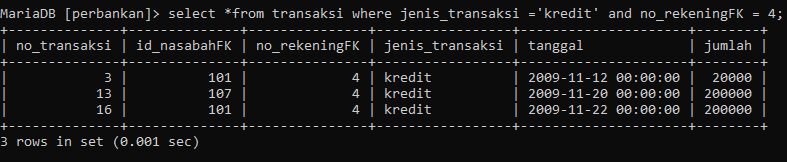 MariaDB [perbankan]> select *from transaksi where jenis_transaksi ='kredit' and no_rekeningFK = 4;
+--------------+--------------+----------------+-----------------+---------------------+--------+
| no_transaksi | id_nasabahFK | no_rekeningFK | jenis_transaksi | tanggal | jumlah |
+--------------+--------------+----------------+-----------------+---------------------+--------+
| 3 | 101 | 4 | kredit | 2009-11-12 00:00:00 | 20000 |
| 13 | 107 | 4 | kredit | 2009-11-20 00:00:00 | 200000 |
| 16 | 101 | 4 | kredit | 2009-11-22 00:00:00 | 200000 |
+--------------+--------------+----------------+-----------------+---------------------+--------+
3 rows in set (0.001 sec)